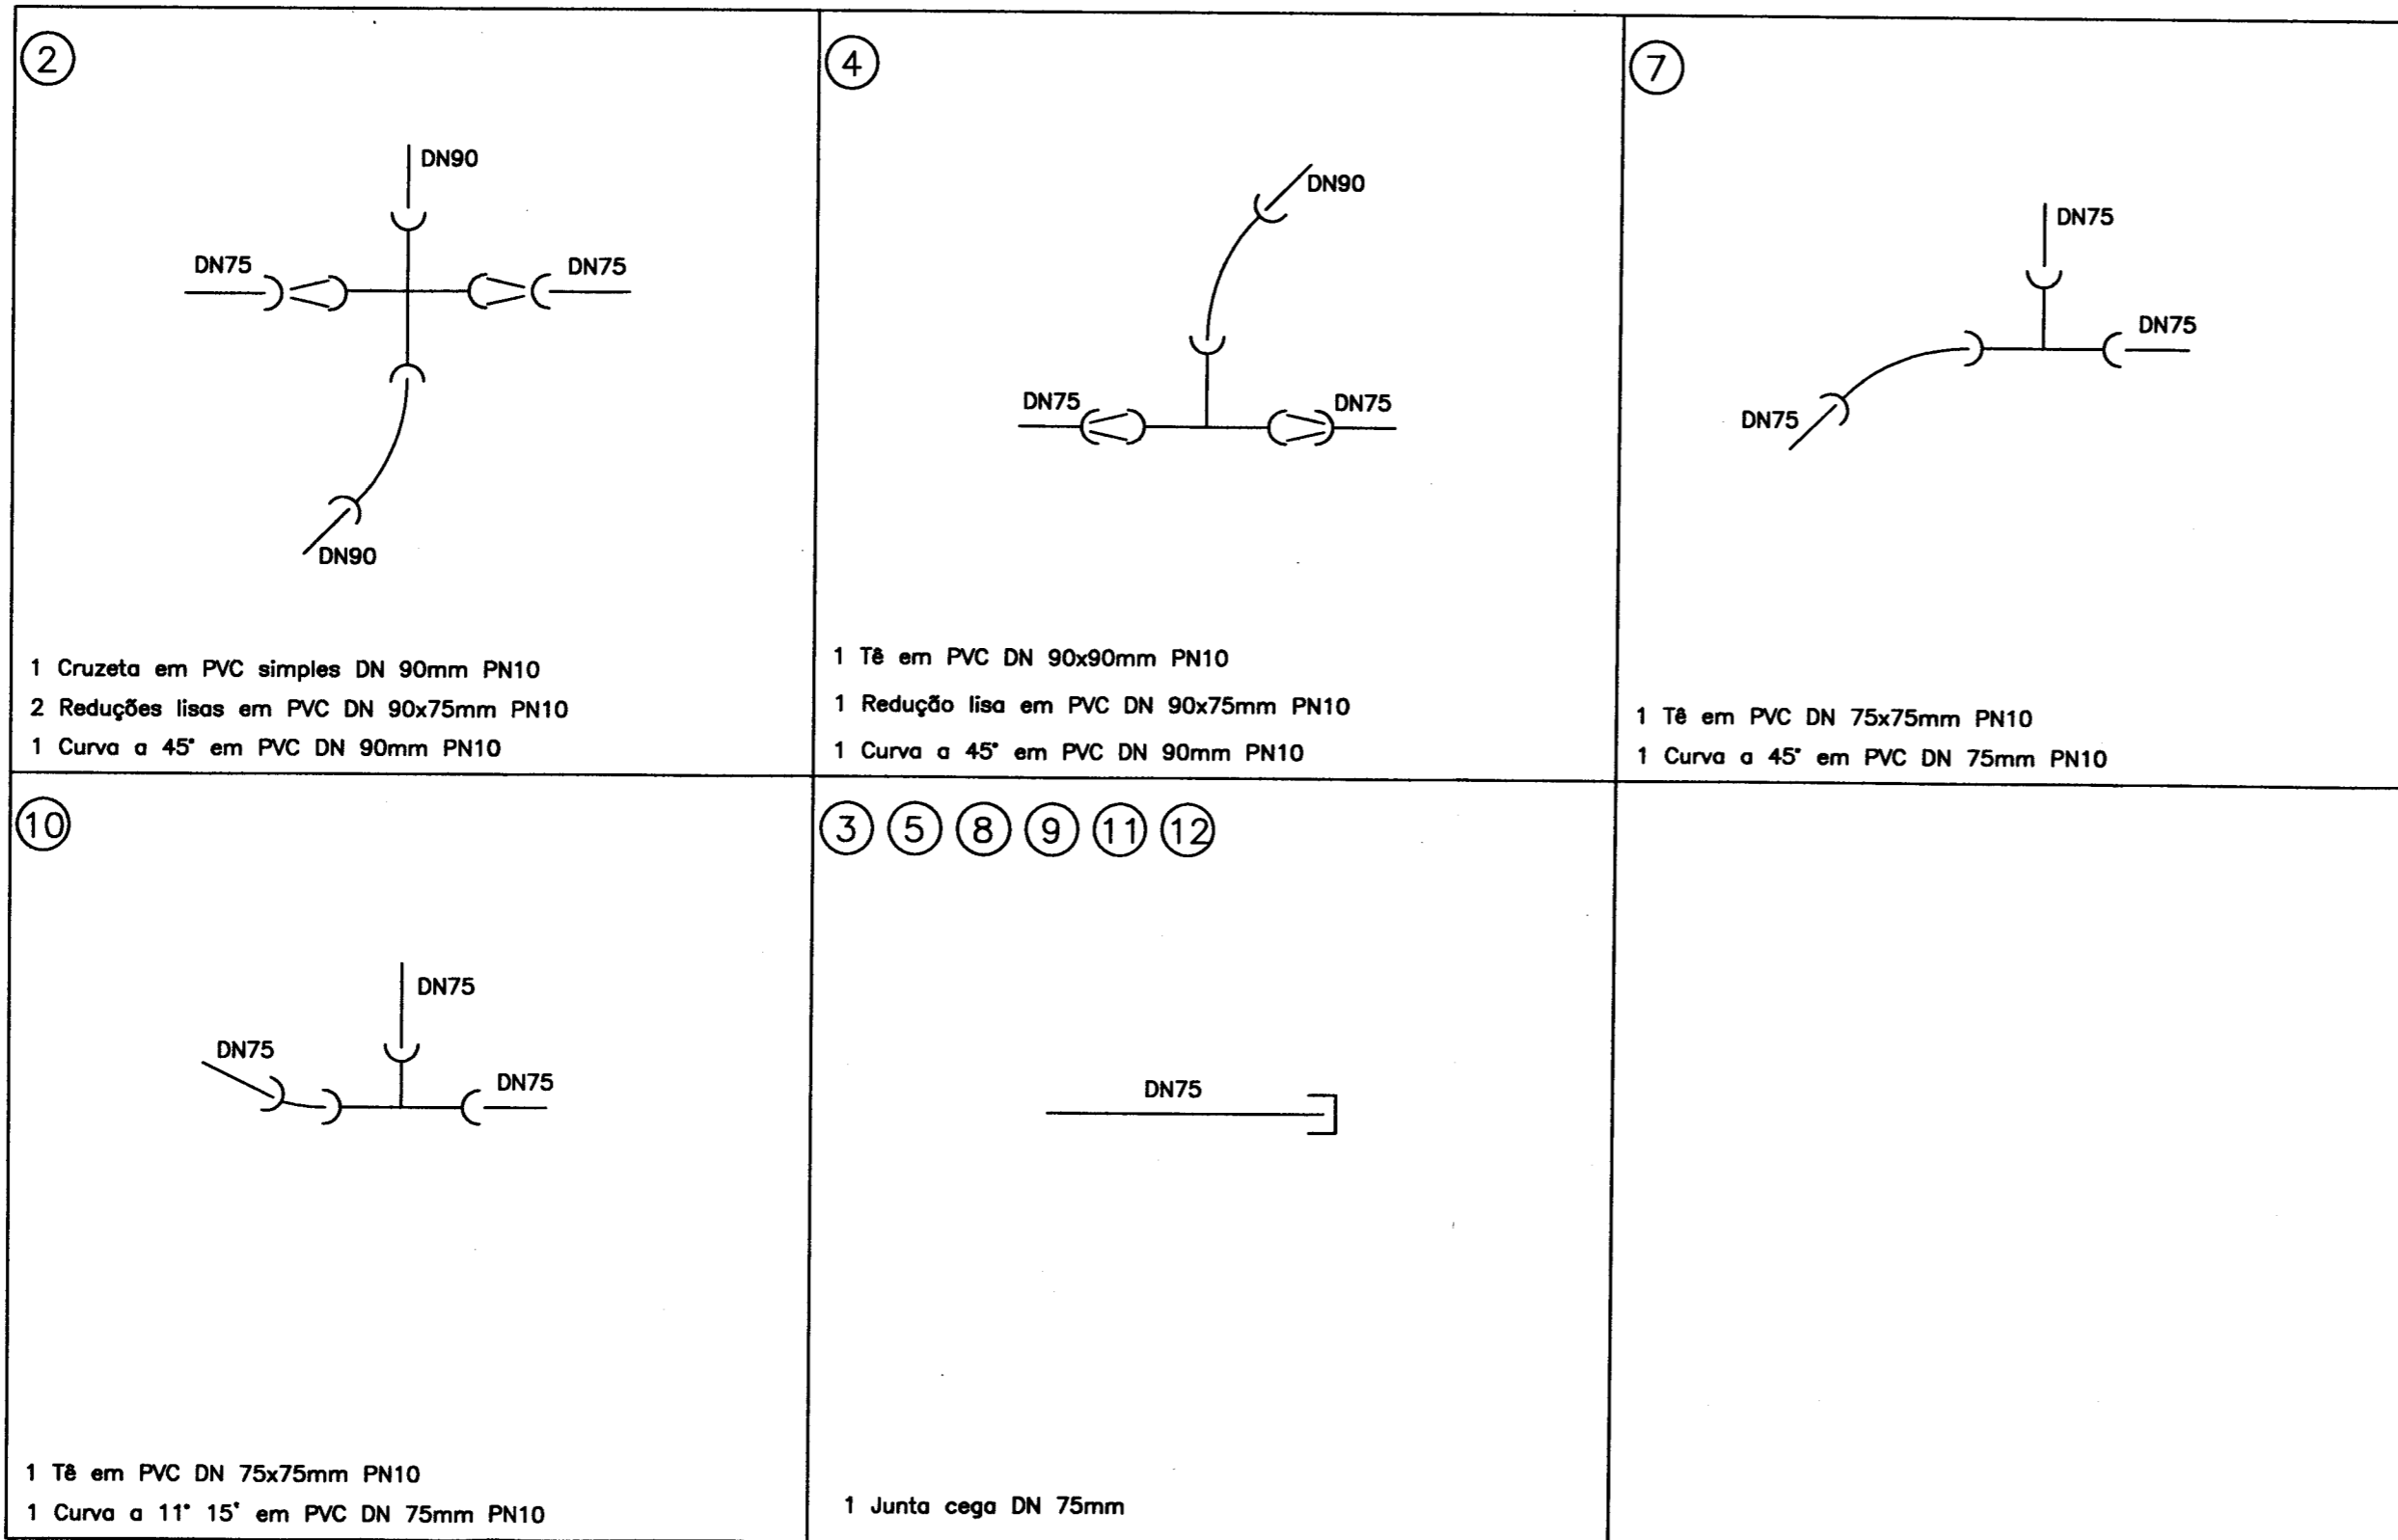 2
DN90
DN75
DN75
DN90
1 Cruzeta em PVC simples DN 90mm PN10
2 Reduções lisas em PVC DN 90x75mm PN10
1 Curva a 45° em PVC DN 90mm PN10
4
DN90
DN75
DN75
1 Tê em PVC DN 90x90mm PN10
1 Redução lisa em PVC DN 90x75mm PN10
1 Curva a 45° em PVC DN 90mm PN10
7
DN75
DN75
DN75
1 Tê em PVC DN 75x75mm PN10
1 Curva a 45° em PVC DN 75mm PN10
10
DN75
DN75
DN75
1 Tê em PVC DN 75x75mm PN10
1 Curva a 11° 15' em PVC DN 75mm PN10
3 5 8 9 11 12
DN75
1 Junta cega DN 75mm